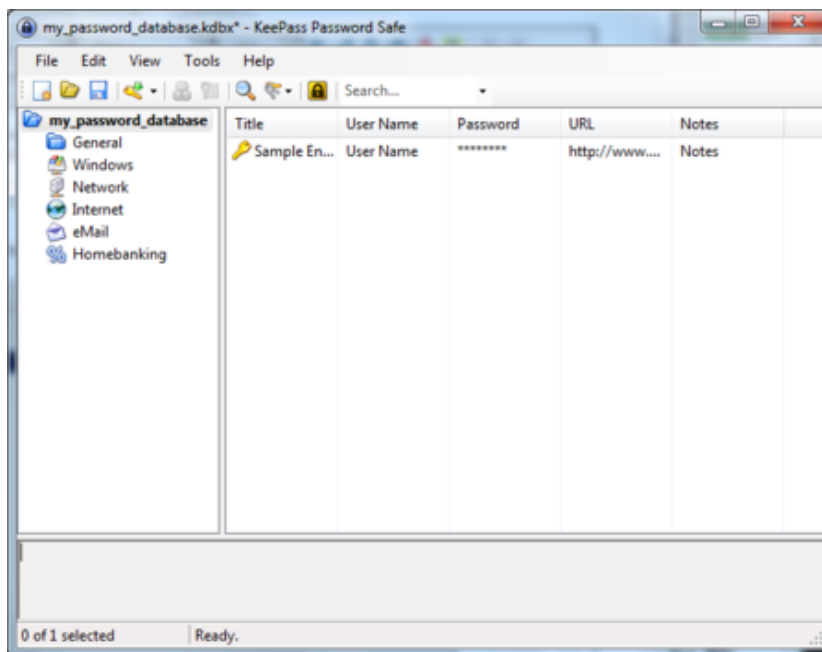 my_password_database.kdbx* - KeePass Password Safe
File Edit View Tools Help
Search...
my_password_database
General
Windows
Network
Internet
eMail
Homebanking
Title User Name Password URL Notes
Sample En... User Name ******** http://www.... Notes
0 of 1 selected Ready.